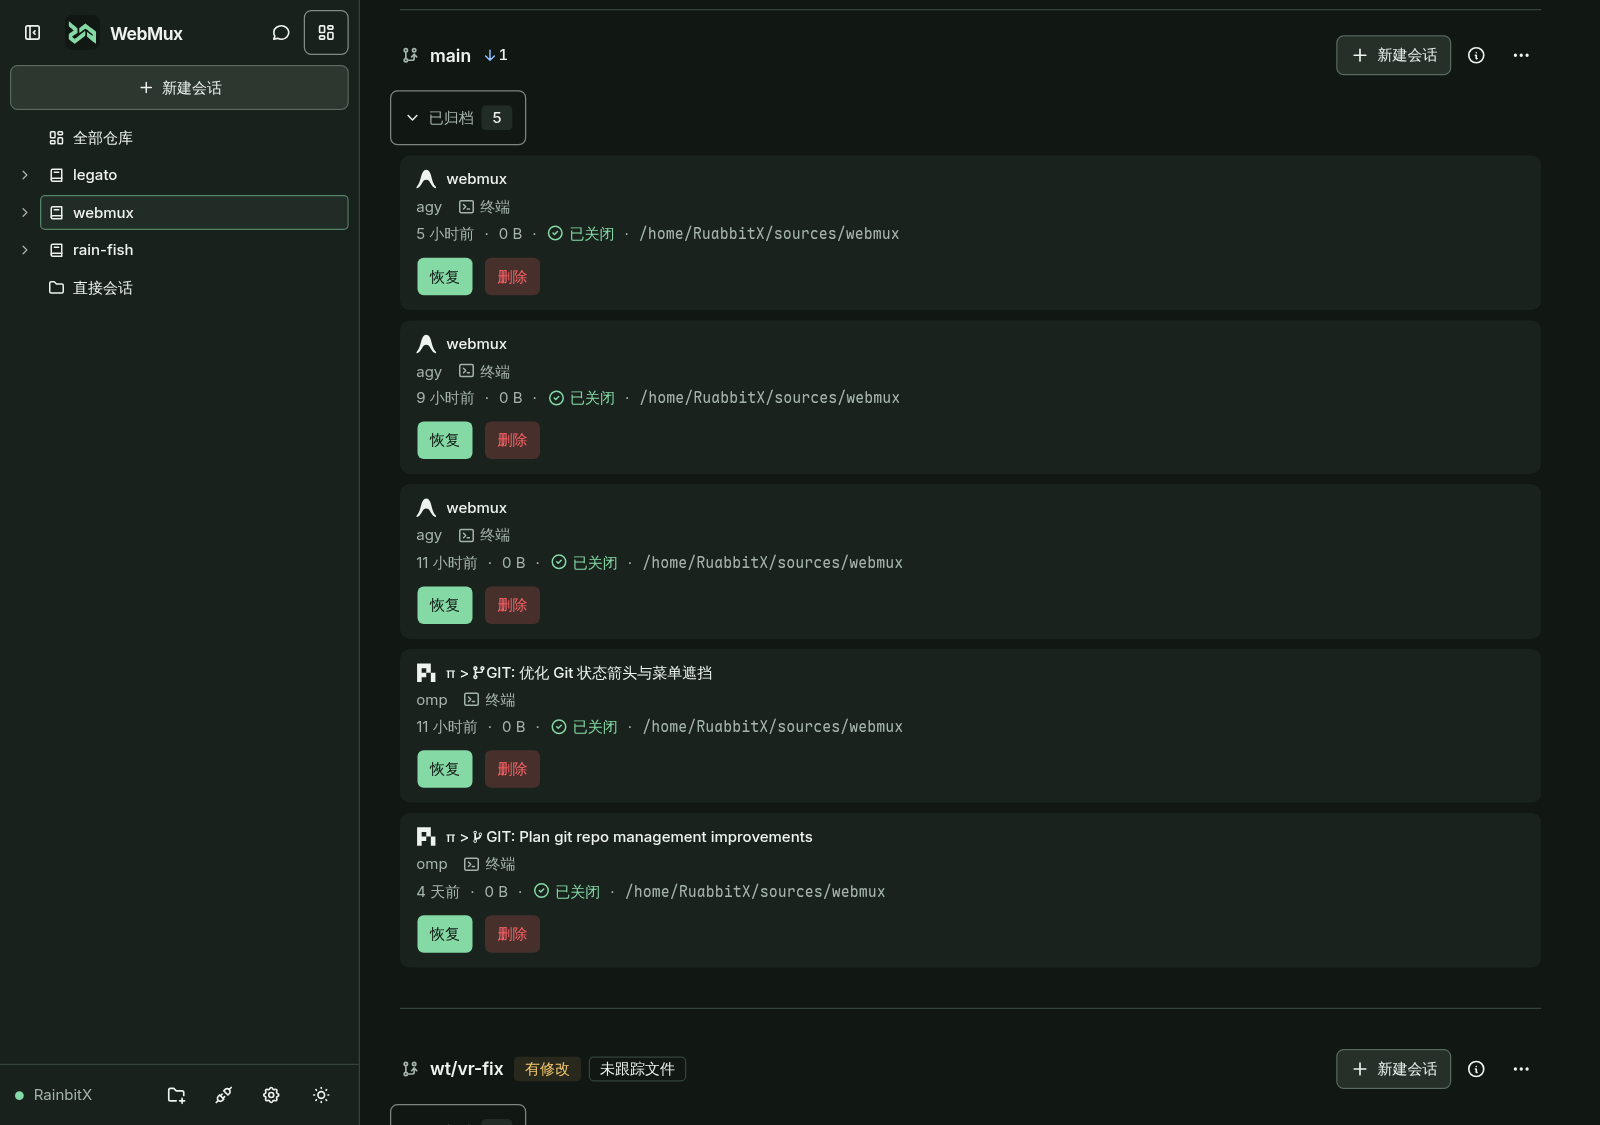 WebMux
新建会话
全部仓库
legato
webmux
rain-fish
直接会话
RainbitX
main ↓1
新建会话
已归档 5
webmux
agy 终端
5 小时前 · 0 B · 已关闭 · /home/RuabbitX/sources/webmux
恢复 删除
webmux
agy 终端
9 小时前 · 0 B · 已关闭 · /home/RuabbitX/sources/webmux
恢复 删除
webmux
agy 终端
11 小时前 · 0 B · 已关闭 · /home/RuabbitX/sources/webmux
恢复 删除
π > GIT: 优化 Git 状态箭头与菜单遮挡
omp 终端
11 小时前 · 0 B · 已关闭 · /home/RuabbitX/sources/webmux
恢复 删除
π > GIT: Plan git repo management improvements
omp 终端
4 天前 · 0 B · 已关闭 · /home/RuabbitX/sources/webmux
恢复 删除
wt/vr-fix 有修改 未跟踪文件
新建会话